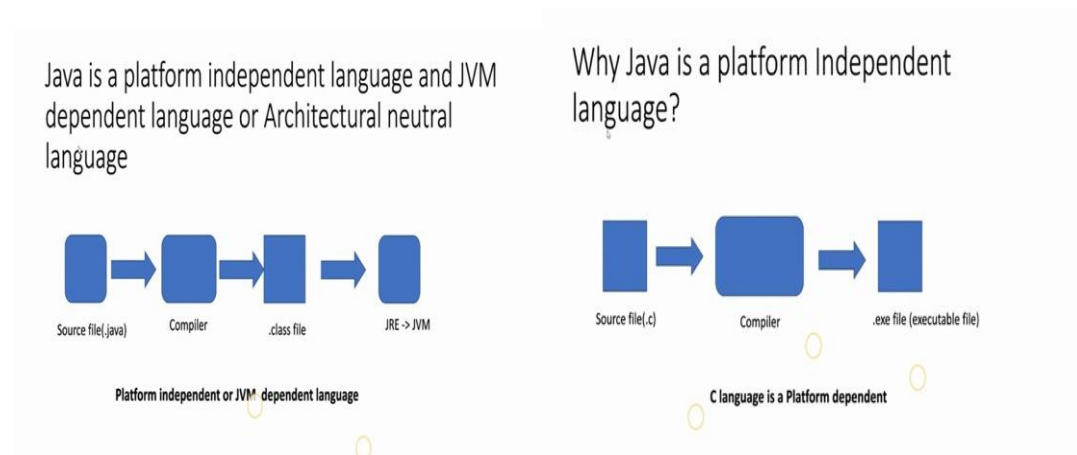 Java is a platform independent language and JVM
dependent language or Architectural neutral
language
Source file(.java)
Compiler
.class file
JRE -> JVM
Platform independent or JVM dependent language
Why Java is a platform Independent
language?
Source file(.c)
Compiler
.exe file (executable file)
C language is a Platform dependent